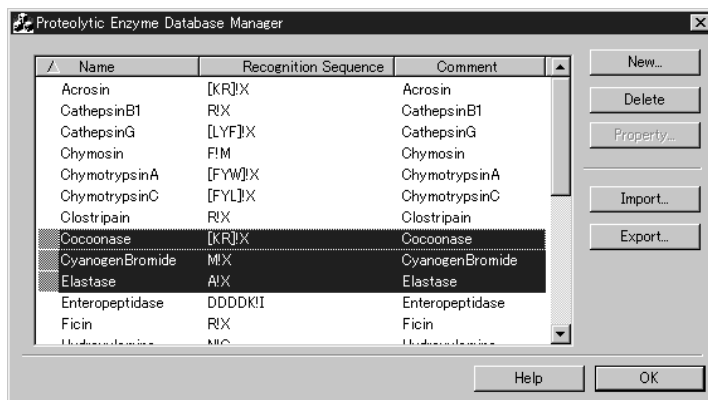 Proteolytic Enzyme Database Manager
Name Recognition Sequence Comment
Acrosin [KR]!X Acrosin
CathepsinB1 R!X CathepsinB1
CathepsinG [LYF]!X CathepsinG
Chymosin F!M Chymosin
ChymotrypsinA [FYW]!X ChymotrypsinA
ChymotrypsinC [FYL]!X ChymotrypsinC
Clostripain R!X Clostripain
Cocoonase [KR]!X Cocoonase
CyanogenBromide M!X CyanogenBromide
Elastase A!X Elastase
Enteropeptidase DDDDK!I Enteropeptidase
Ficin R!X Ficin
New...
Delete
Property...
Import...
Export...
Help OK